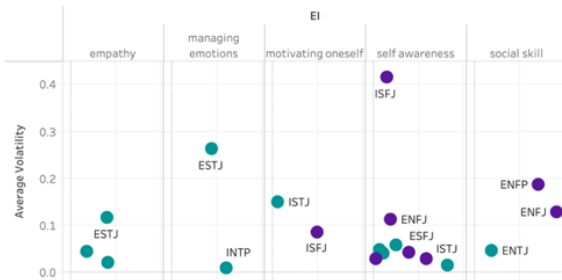 EI
empathy
managing
emotions
motivating oneself
self awareness
social skill
Average Volatility
0.4
0.3
0.2
0.1
0.0
ISFJ
ESTJ
ENFP
ISTJ
ENFJ
ENFJ
ESTJ
ISFJ
ESFJ
INTP
ISTJ
ENTJ